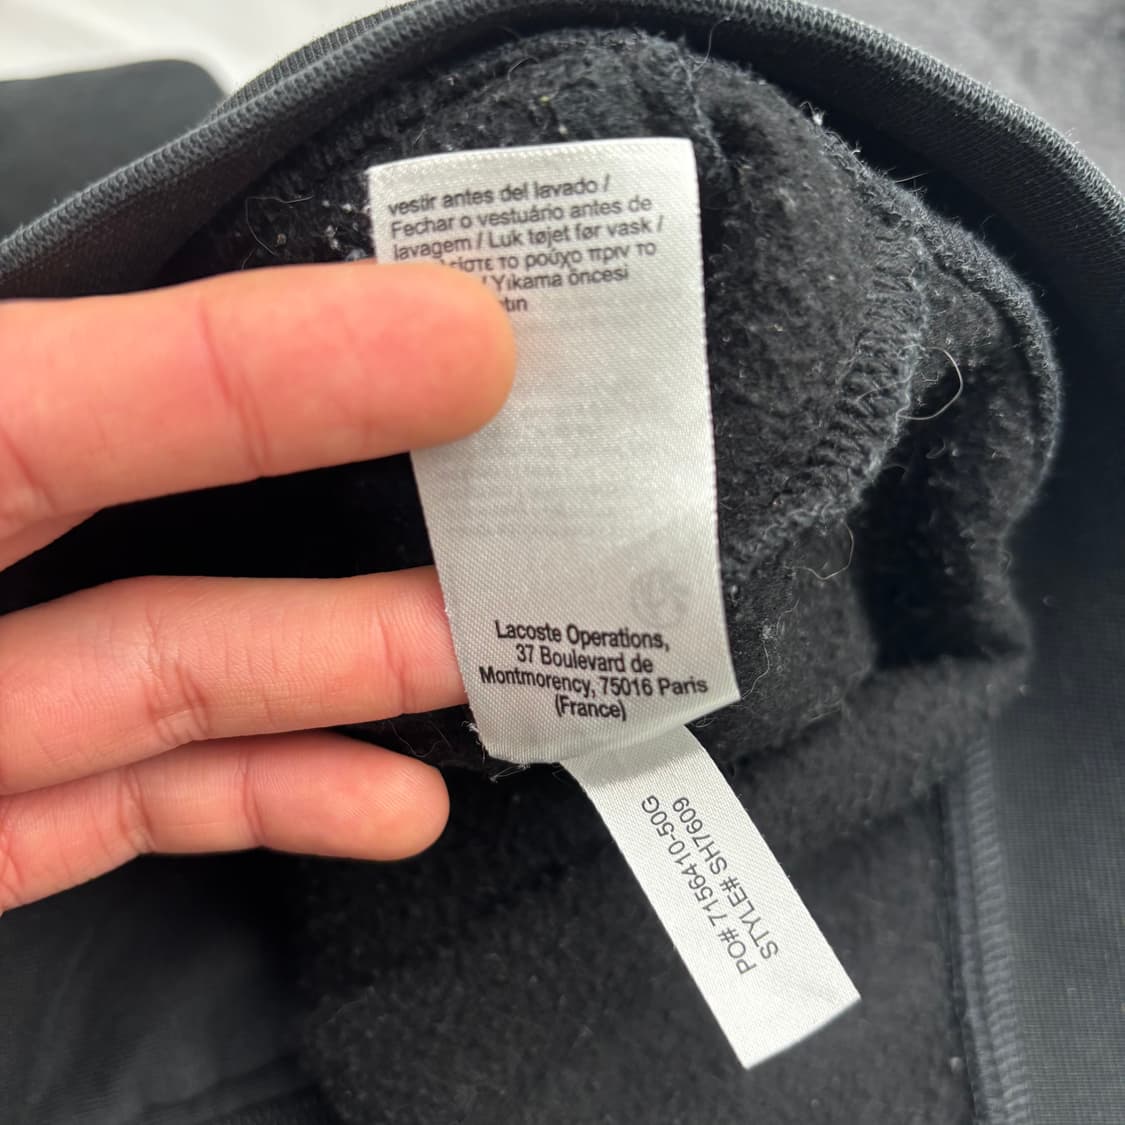 vestir antes del lavado /
Fechar o vestuário antes de
lavagem / Luk tøjet før vask /
το ρούχο πριν το
/ Yıkama öncesi
Lacoste Operations,
37 Boulevard de
Montmorency, 75016 Paris
(France)
PO# 7156410-50G
STYLE# SH7609